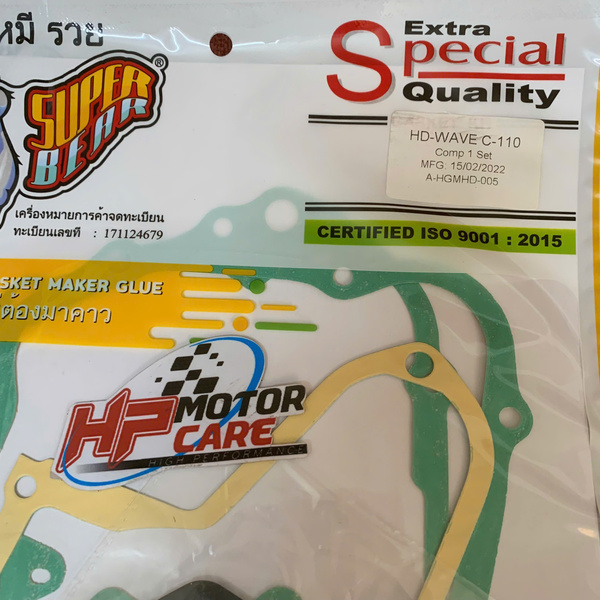 หมี รวย
SUPER
BEAR®
เครื่องหมายการค้าจดทะเบียน
ทะเบียนเลขที่ : 171124679
Extra
Special
Quality
HD-WAVE C-110
Comp 1 Set
MFG. 15/02/2022
A-HGMHD-005
CERTIFIED ISO 9001 : 2015
SKET MAKER GLUE
ต้องมาคาว
HP MOTOR
CARE
HIGH PERFORMANCE